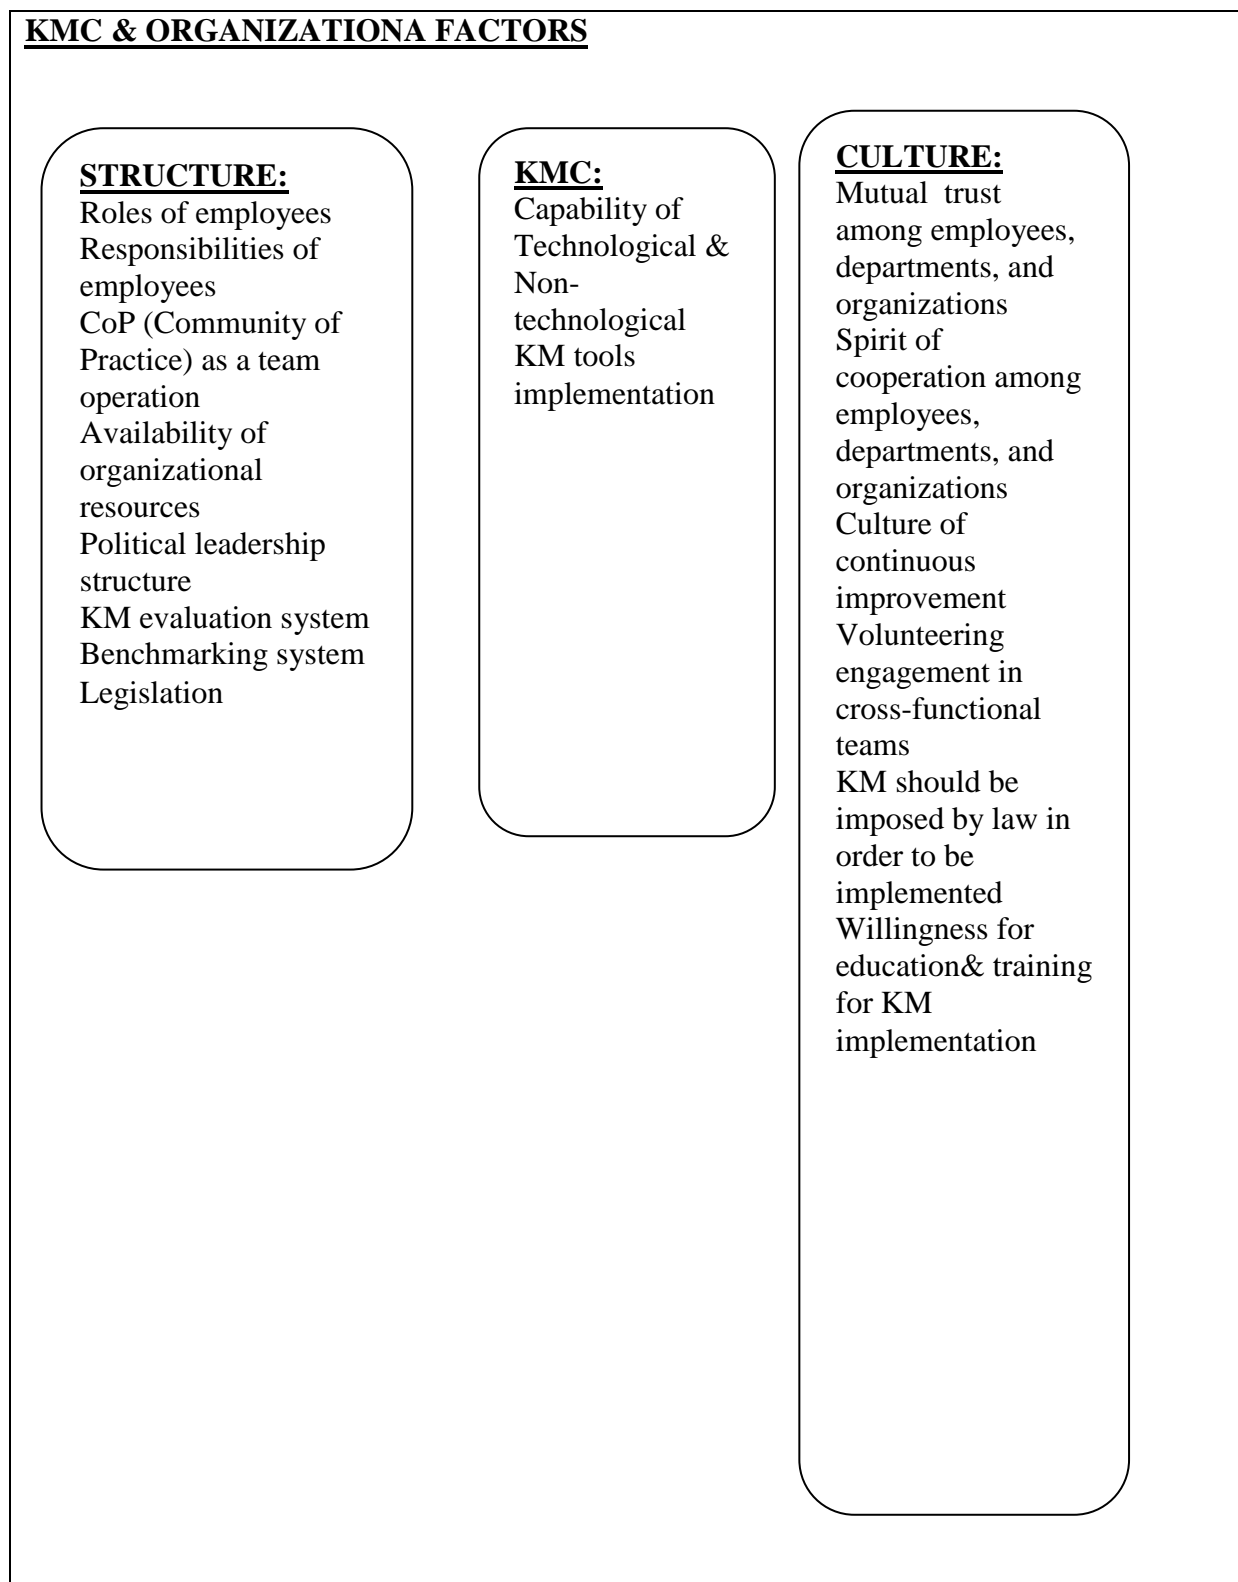 KMC & ORGANIZATIONA FACTORS
STRUCTURE:
Roles of employees
Responsibilities of
employees
CoP (Community of
Practice) as a team
operation
Availability of
organizational
resources
Political leadership
structure
KM evaluation system
Benchmarking system
Legislation
KMC:
Capability of
Technological &
Non-
technological
KM tools
implementation
CULTURE:
Mutual  trust
among employees,
departments, and
organizations
Spirit of
cooperation among
employees,
departments, and
organizations
Culture of
continuous
improvement
Volunteering
engagement in
cross-functional
teams
KM should be
imposed by law in
order to be
implemented
Willingness for
education& training
for KM
implementation